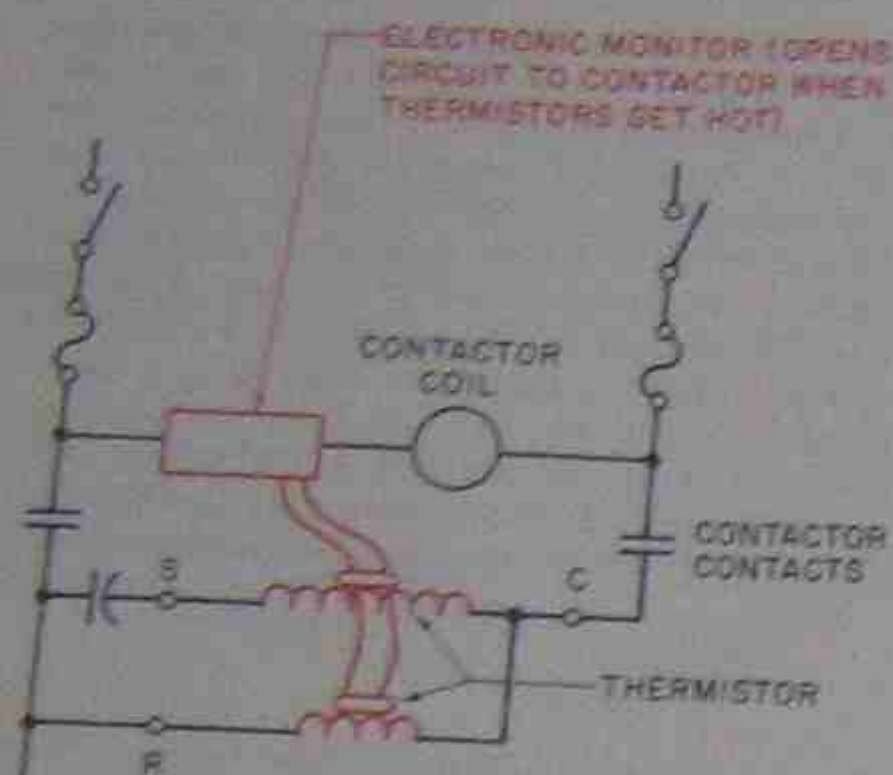 ELECTRONIC MONITOR (OPENS
CIRCUIT TO CONTACTOR WHEN
THERMISTORS GET HOT)
CONTACTOR
COIL
CONTACTOR
CONTACTS
S
C
THERMISTOR